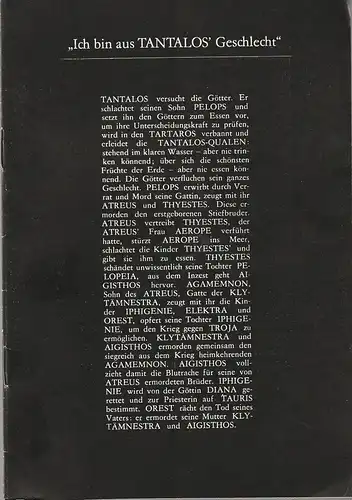 „Ich bin aus TANTALOS' Geschlecht“
TANTALOS versucht die Götter. Er
schlachtet seinen Sohn PELOPS und
setzt ihn den Göttern zum Essen vor,
um ihre Unterscheidungskraft zu prüfen,
wird in den TARTAROS verbannt und
erleidet die TANTALOS-QUALEN:
stehend im klaren Wasser – aber nie trin-
ken könnend; über sich die schönsten
Früchte der Erde – aber nie essen kön-
nend. Die Götter verfluchen sein ganzes
Geschlecht. PELOPS erwirbt durch Ver-
rat und Mord seine Gattin, zeugt mit ihr
ATREUS und THYESTES. Diese er-
morden den erstgeborenen Stiefbruder.
ATREUS vertreibt THYESTES, der
ATREUS' Frau AEROPE verführt
hatte, stürzt AEROPE ins Meer,
schlachtet die Kinder THYESTES' und
gibt sie ihm zu essen. THYESTES
schändet unwissentlich seine Tochter PE-
LOPEIA, aus dem Inzest geht AI-
GISTHOS hervor. AGAMEMNON,
Sohn des ATREUS, Gatte der KLY-
TÄMNESTRA, zeugt mit ihr die Kin-
der IPHIGENIE, ELEKTRA und
OREST, opfert seine Tochter IPHIGE-
NIE, um den Krieg gegen TROJA zu
ermöglichen. KLYTÄMNESTRA und
AIGISTHOS ermorden gemeinsam den
siegreich aus dem Krieg heimkehrenden
AGAMEMNON. AIGISTHOS voll-
zieht damit die Blutrache für seine von
ATREUS ermordeten Brüder. IPHIGE-
NIE wird von der Göttin DIANA ge-
rettet und zur Priesterin auf TAURIS
bestimmt. OREST rächt den Tod seines
Vaters: er ermordet seine Mutter KLY-
TÄMNESTRA und AIGISTHOS.